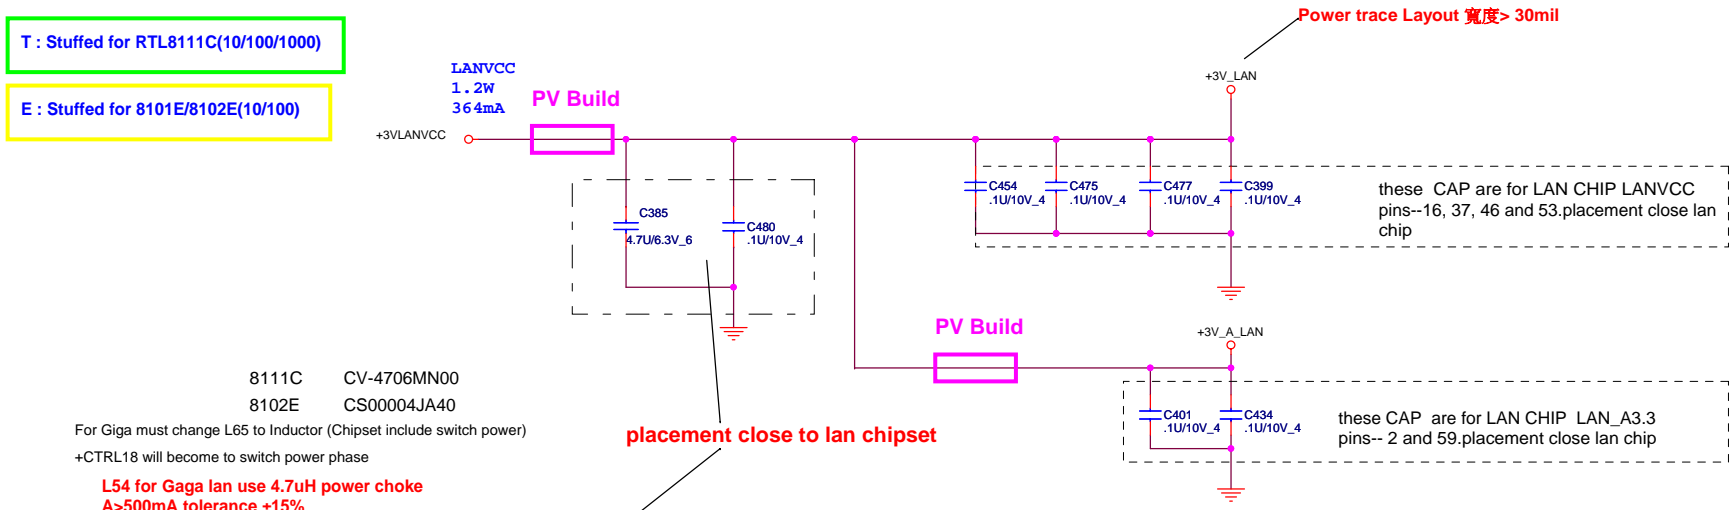 Power trace Layout 寬度> 30mil
T : Stuffed for RTL8111C(10/100/1000)
E : Stuffed for 8101E/8102E(10/100)
LANVCC
1.2W
364mA
PV Build
+3VLANVCC
+3V_LAN
C385
4.7U/6.3V_6
C480
.1U/10V_4
C454
.1U/10V_4
C475
.1U/10V_4
C477
.1U/10V_4
C399
.1U/10V_4
these CAP are for LAN CHIP LANVCC
pins--16, 37, 46 and 53.placement close lan
chip
PV Build
+3V_A_LAN
C401
.1U/10V_4
C434
.1U/10V_4
these CAP are for LAN CHIP LAN_A3.3
pins-- 2 and 59.placement close lan chip
8111C CV-4706MN00
8102E CS00004JA40
For Giga must change L65 to Inductor (Chipset include switch power)
+CTRL18 will become to switch power phase
placement close to lan chipset
L54 for Gaga lan use 4.7uH power choke
A>500mA tolerance +15%